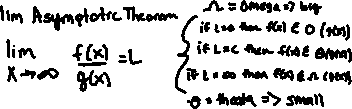 lim Asymptotic Theorem
lim f(x)/g(x) = L
x→∞
Ω = Omega => big
if L=0 then f(x) ∈ O(g(x))
if L=c then f(x) ∈ Θ(g(x))
if L=∞ then f(x) ∈ Ω(g(x))
θ = theta => small